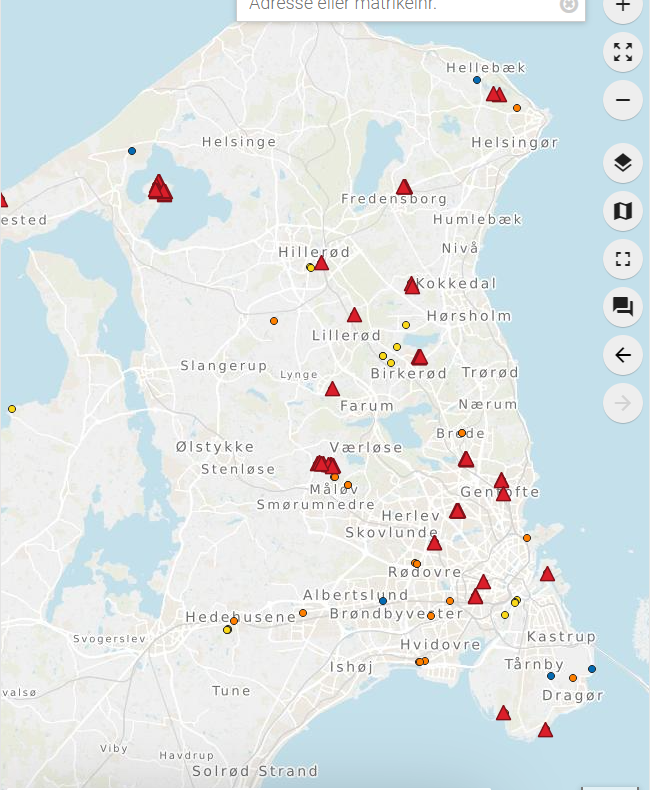 Adresse eller matrikelnr.
Hellebæk
Helsinge
Helsingør
Fredensborg
ested
Humlebæk
Nivå
Hillerød
Kokkedal
Hørsholm
Lillerød
Slangerup
Lynge
Birkerød
Trørød
Farum
Nærum
Brede
Ølstykke
Værløse
Stenløse
Måløv
Gentofte
Smørumnedre
Herlev
Skovlunde
Rødovre
Albertslund
Hedehusene
Brøndbyvester
Svogerslev
Kastrup
Hvidovre
Ishøj
Tårnby
valsø
Tune
Dragør
Viby
Havdrup
Solrød Strand